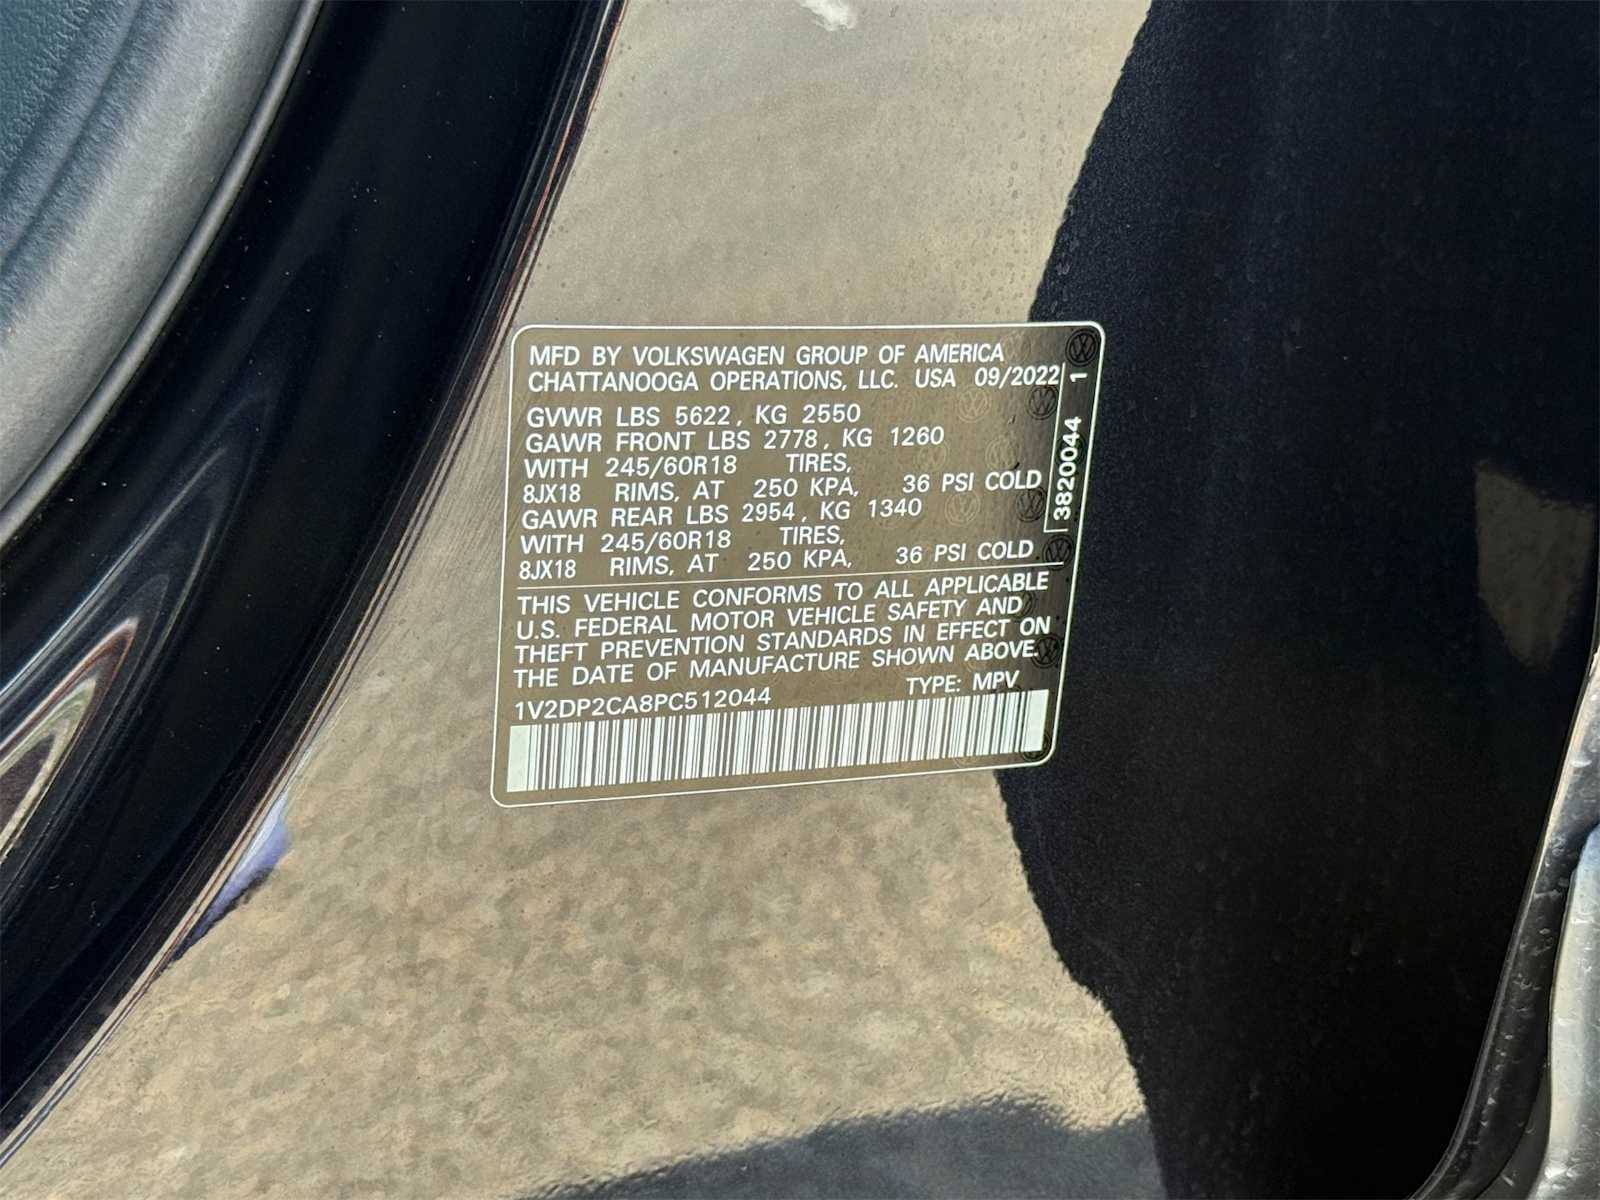 MFD BY VOLKSWAGEN GROUP OF AMERICA
CHATTANOOGA OPERATIONS, LLC. USA 09/2022
GVWR LBS 5622, KG 2550
GAWR FRONT LBS 2778, KG 1260
WITH 245/60R18 TIRES,
8JX18 RIMS, AT 250 KPA, 36 PSI COLD
GAWR REAR LBS 2954, KG 1340
WITH 245/60R18 TIRES,
8JX18 RIMS, AT 250 KPA, 36 PSI COLD
THIS VEHICLE CONFORMS TO ALL APPLICABLE
U.S. FEDERAL MOTOR VEHICLE SAFETY AND
THEFT PREVENTION STANDARDS IN EFFECT ON
THE DATE OF MANUFACTURE SHOWN ABOVE.
1V2DP2CA8PC512044 TYPE: MPV
3820044 1